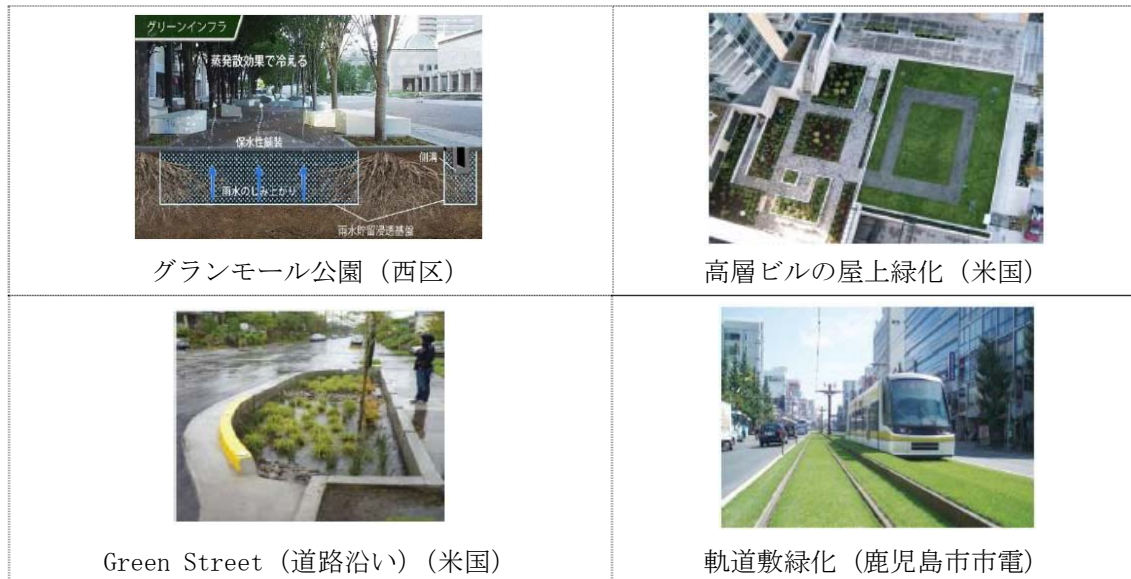 グリーンインフラ
蒸発散効果で冷える
保水性舗装
側溝
雨水のしみ上がり
雨水貯留浸透基盤
グランモール公園（西区）
高層ビルの屋上緑化（米国）
Green Street（道路沿い）（米国）
軌道敷緑化（鹿児島市市電）